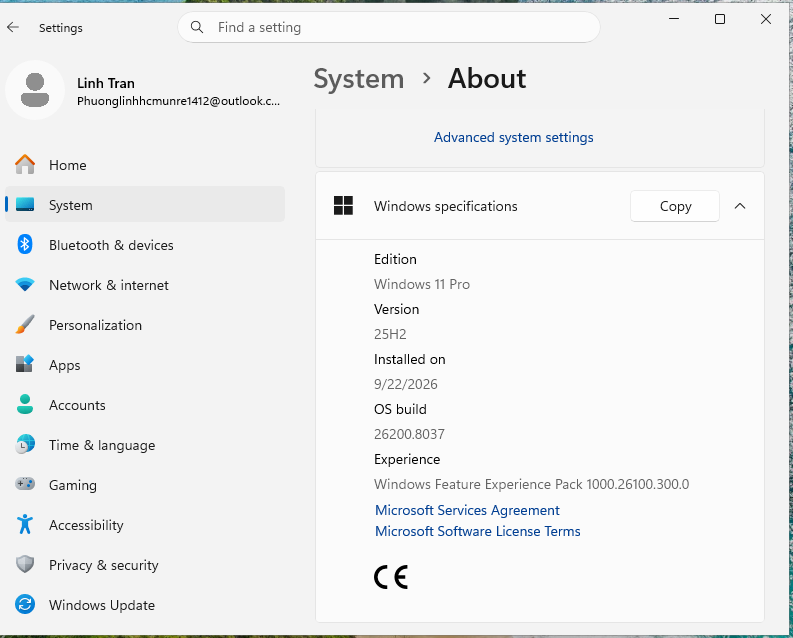 Settings
Find a setting
Linh Tran
Phuonglinhhcmunre1412@outlook.c...
Home
System
Bluetooth & devices
Network & internet
Personalization
Apps
Accounts
Time & language
Gaming
Accessibility
Privacy & security
Windows Update
System > About
Advanced system settings
Windows specifications
Copy
Edition
Windows 11 Pro
Version
25H2
Installed on
9/22/2026
OS build
26200.8037
Experience
Windows Feature Experience Pack 1000.26100.300.0
Microsoft Services Agreement
Microsoft Software License Terms
CE